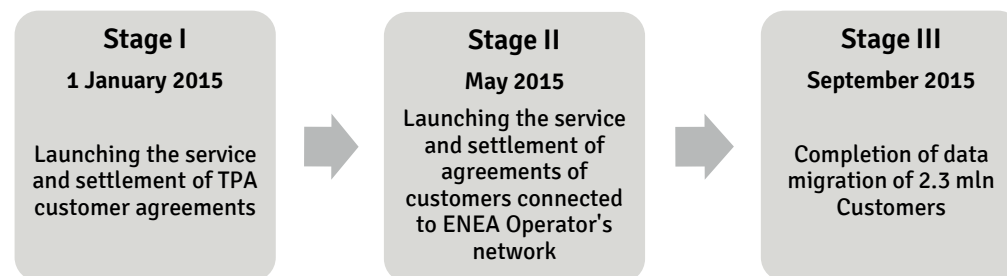 Stage I
1 January 2015
Launching the service
and settlement of TPA
customer agreements
Stage II
May 2015
Launching the service
and settlement of
agreements of
customers connected
to ENEA Operator's
network
Stage III
September 2015
Completion of data
migration of 2.3 mln
Customers